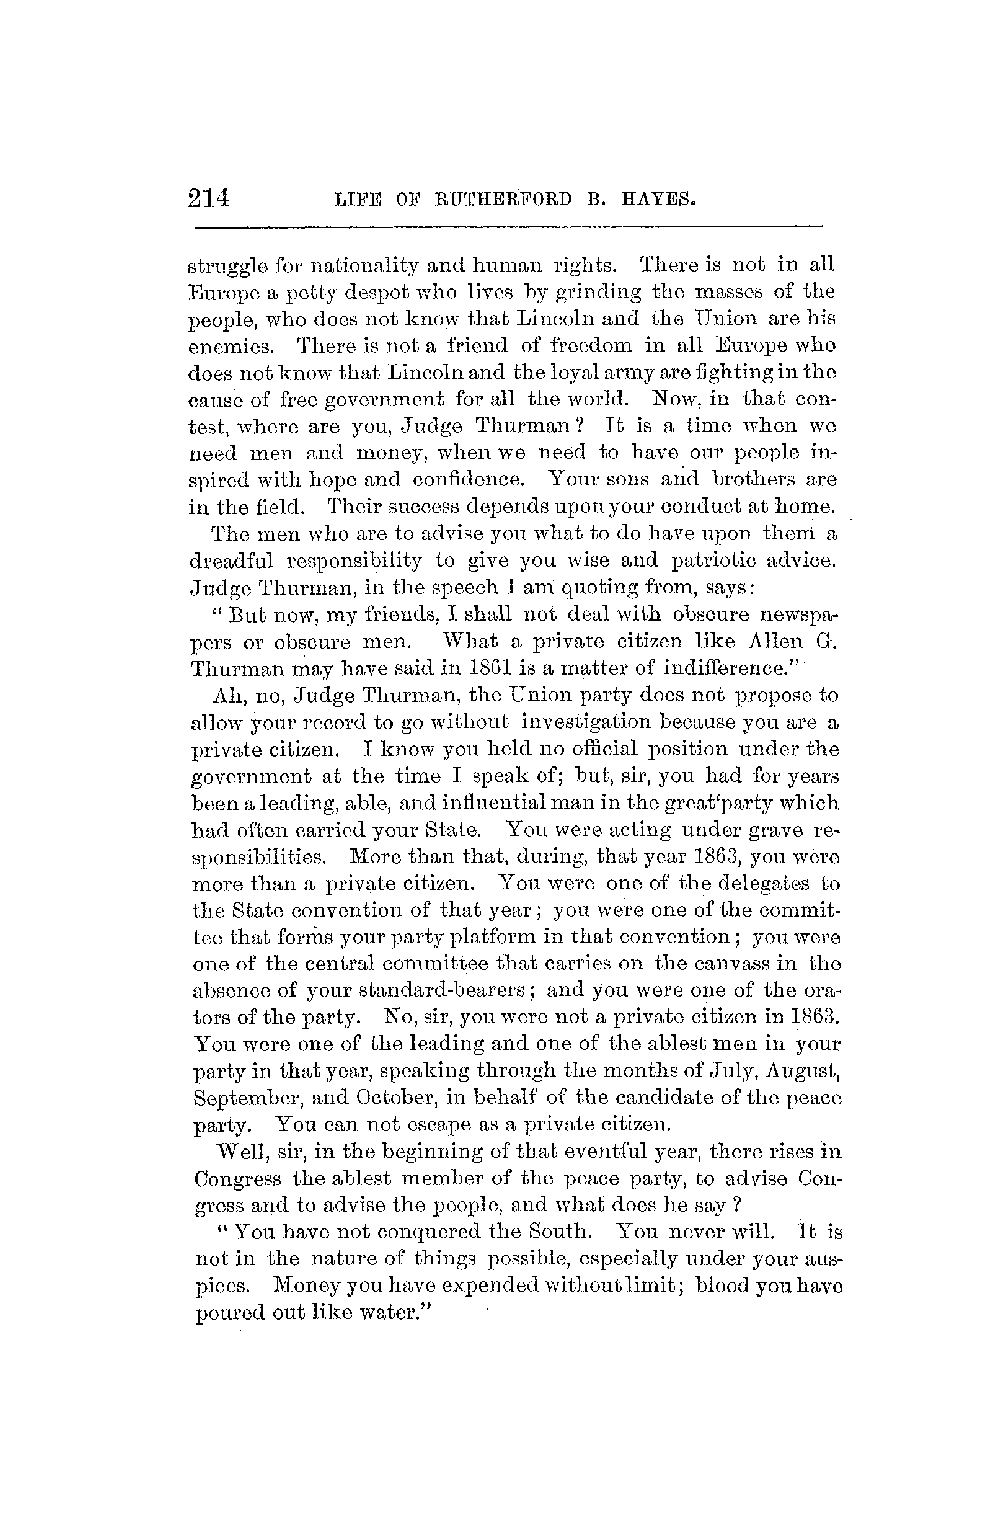 214 LIFE OF RUTHERFORD B. HAYES.
struggle for nationality and human rights. There is not in all
Europe a petty despot who lives by grinding the masses of the
people, who does not know that Lincoln and the Union are his
enemies. There is not a friend of freedom in all Europe who
does not know that Lincoln and the loyal army are fighting in the
cause of free government for all the world. Now, in that con-
test, where are you, Judge Thurman? It is a time when we
need men and money, when we need to have our people in-
spired with hope and confidence. Your sons and brothers are
in the field. Their success depends upon your conduct at home.
The men who are to advise you what to do have upon them a
dreadful responsibility to give you wise and patriotic advice.
Judge Thurman, in the speech I am quoting from, says:
"But now, my friends, I shall not deal with obscure newspa-
pers or obscure men. What a private citizen like Allen G.
Thurman may have said in 1861 is a matter of indifference."
Ah, no, Judge Thurman, the Union party does not propose to
allow your record to go without investigation because you are a
private citizen. I know you held no official position under the
government at the time I speak of; but, sir, you had for years
been a leading, able, and influential man in the great party which
had often carried your State. You were acting under grave re-
sponsibilities. More than that, during, that year 1863, you were
more than a private citizen. You were one of the delegates to
the State convention of that year; you were one of the commit-
tee that forms your party platform in that convention; you were
one of the central committee that carries on the canvass in the
absence of your standard-bearers; and you were one of the ora-
tors of the party. No, sir, you were not a private citizen in 1863.
You were one of the leading and one of the ablest men in your
party in that year, speaking through the months of July, August,
September, and October, in behalf of the candidate of the peace
party. You can not escape as a private citizen.
Well, sir, in the beginning of that eventful year, there rises in
Congress the ablest member of the peace party, to advise Con-
gress and to advise the people, and what does he say?
"You have not conquered the South. You never will. It is
not in the nature of things possible, especially under your aus-
pices. Money you have expended without limit; blood you have
poured out like water."